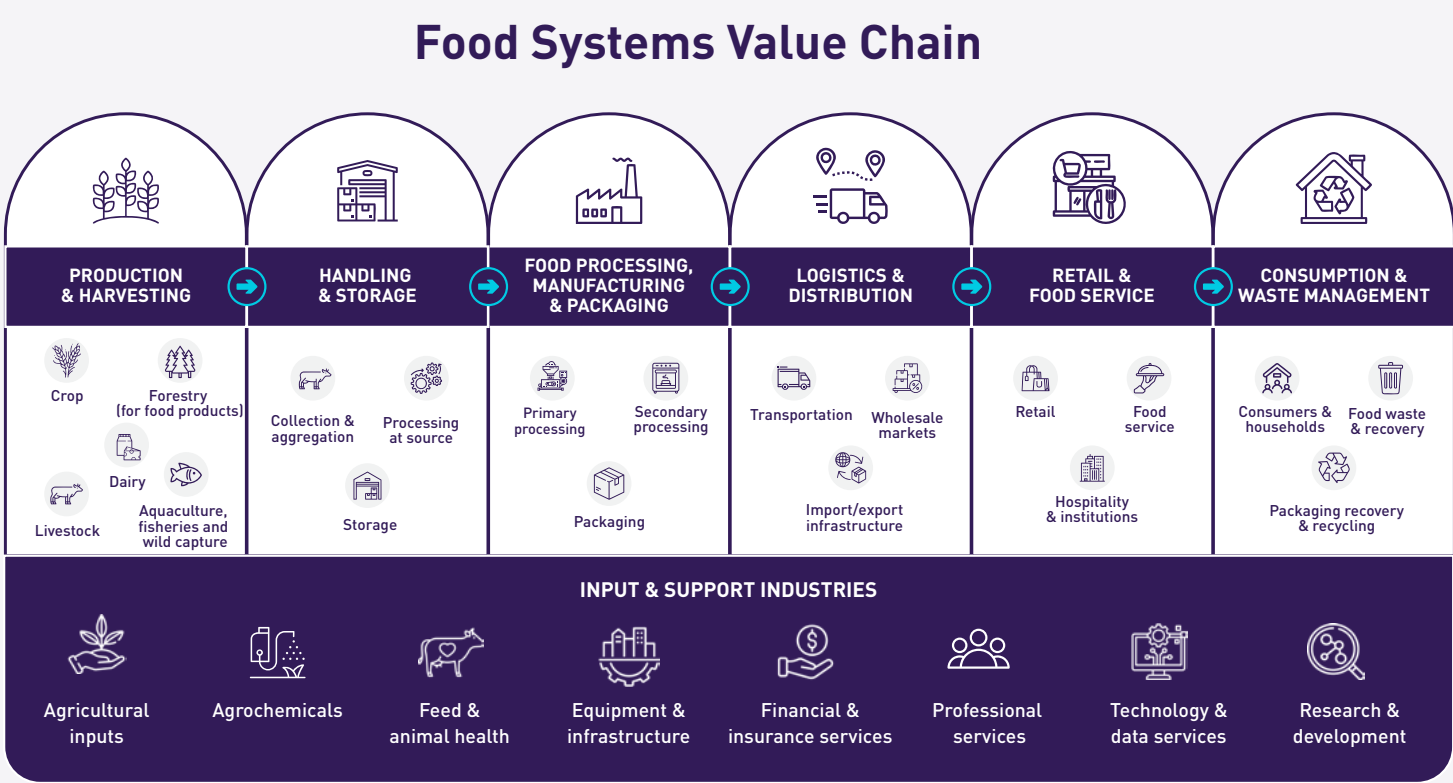 Food Systems Value Chain
PRODUCTION
& HARVESTING
HANDLING
& STORAGE
FOOD PROCESSING,
MANUFACTURING
& PACKAGING
LOGISTICS &
DISTRIBUTION
RETAIL &
FOOD SERVICE
CONSUMPTION &
WASTE MANAGEMENT
Crop
Forestry
(for food products)
Dairy
Livestock
Aquaculture,
fisheries and
wild capture
Collection &
aggregation
Processing
at source
Storage
Primary
processing
Secondary
processing
Packaging
Transportation
Wholesale
markets
Import/export
infrastructure
Retail
Food
service
Hospitality
& institutions
Consumers &
households
Food waste
& recovery
Packaging recovery
& recycling
INPUT & SUPPORT INDUSTRIES
Agricultural
inputs
Agrochemicals
Feed &
animal health
Equipment &
infrastructure
Financial &
insurance services
Professional
services
Technology &
data services
Research &
development